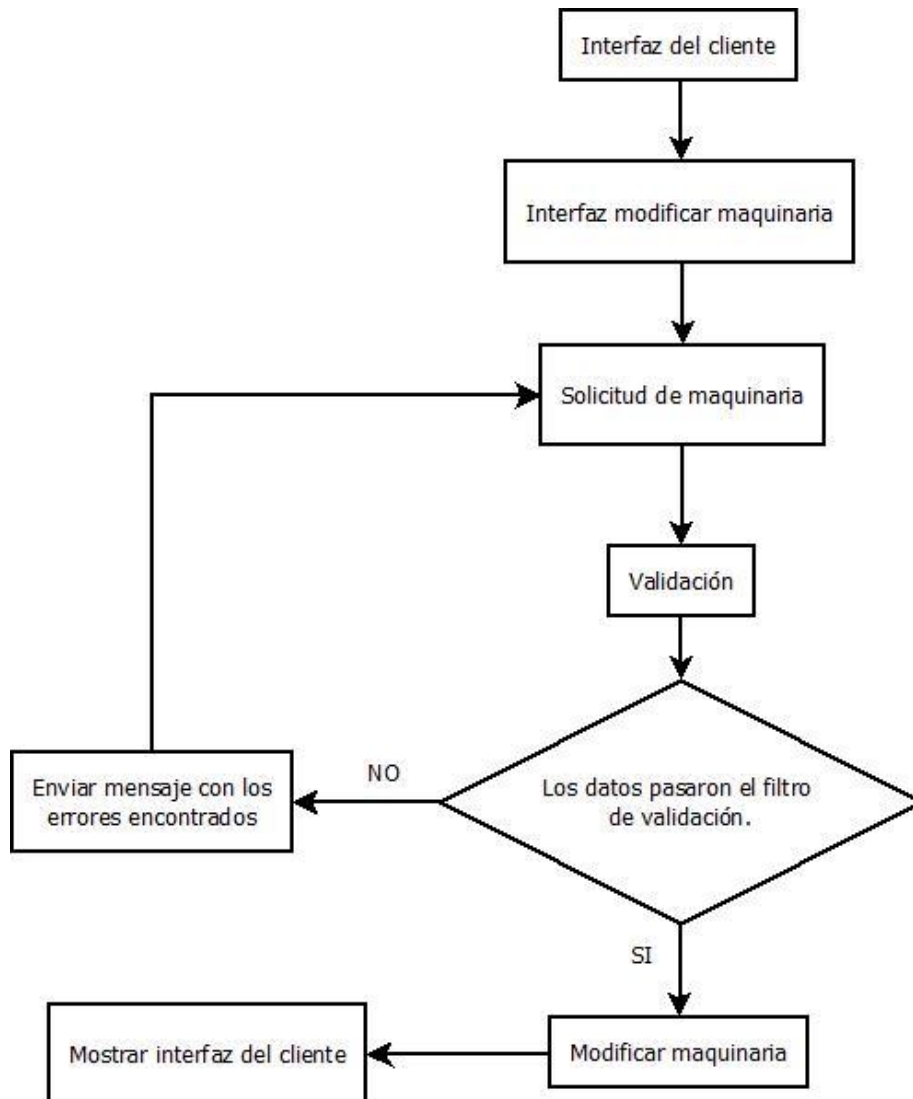 Interfaz del cliente
Interfaz modificar maquinaria
Solicitud de maquinaria
Validación
Los datos pasaron el filtro
de validación.
NO
Enviar mensaje con los
errores encontrados
SI
Modificar maquinaria
Mostrar interfaz del cliente